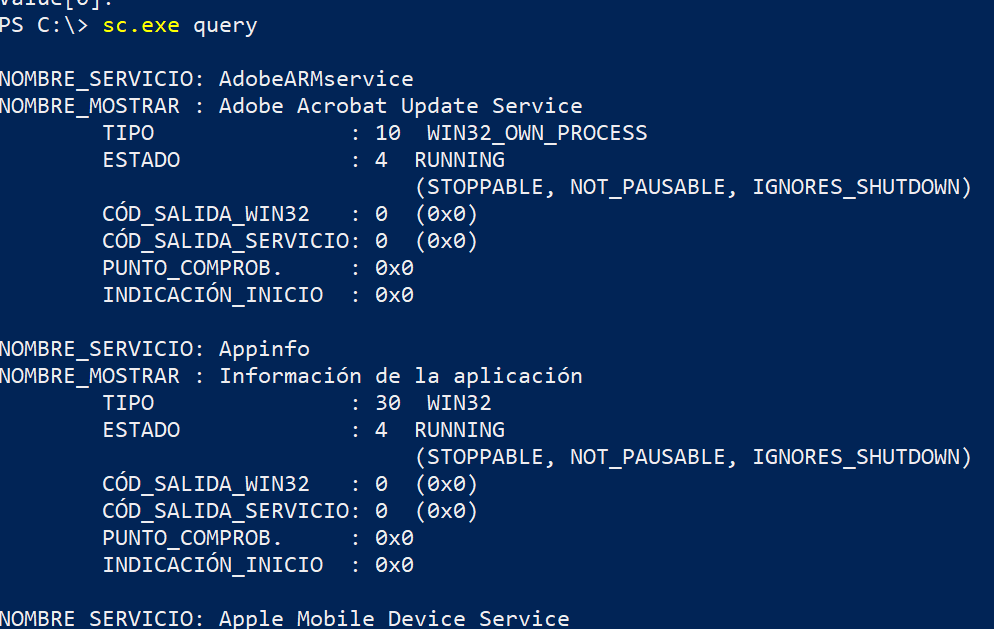 value[0].
PS C:\> sc.exe query
NOMBRE_SERVICIO: AdobeARMservice
NOMBRE_MOSTRAR : Adobe Acrobat Update Service
TIPO : 10 WIN32_OWN_PROCESS
ESTADO : 4 RUNNING
(STOPPABLE, NOT_PAUSABLE, IGNORES_SHUTDOWN)
CÓD_SALIDA_WIN32 : 0 (0x0)
CÓD_SALIDA_SERVICIO: 0 (0x0)
PUNTO_COMPROB. : 0x0
INDICACIÓN_INICIO : 0x0
NOMBRE_SERVICIO: Appinfo
NOMBRE_MOSTRAR : Información de la aplicación
TIPO : 30 WIN32
ESTADO : 4 RUNNING
(STOPPABLE, NOT_PAUSABLE, IGNORES_SHUTDOWN)
CÓD_SALIDA_WIN32 : 0 (0x0)
CÓD_SALIDA_SERVICIO: 0 (0x0)
PUNTO_COMPROB. : 0x0
INDICACIÓN_INICIO : 0x0
NOMBRE_SERVICIO: Apple Mobile Device Service